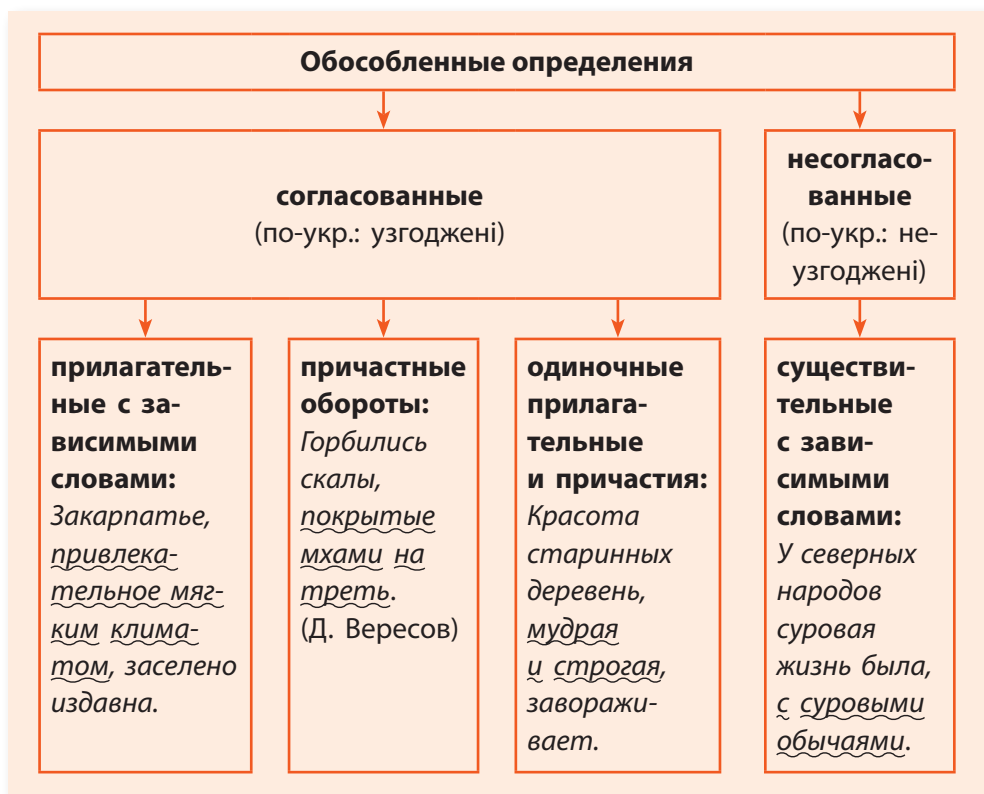 Обособленные определения
согласованные
(по-укр.: узгоджені)
несогласо-
ванные
(по-укр.: не-
узгоджені)
прилагатель-
ные с за-
висимыми
словами:
Закарпатье,
привлека-
тельное мяг-
ким клима-
том, заселено
издавна.
причастные
обороты:
Горбились
скалы,
покрытые
мхами на
треть.
(Д. Вересов)
одиночные
прилага-
тельные
и причастия:
Красота
старинных
деревень,
мудрая
и строгая,
заворажи-
вает.
существи-
тельные
с зави-
симыми
словами:
У северных
народов
суровая
жизнь была,
с суровыми
обычаями.